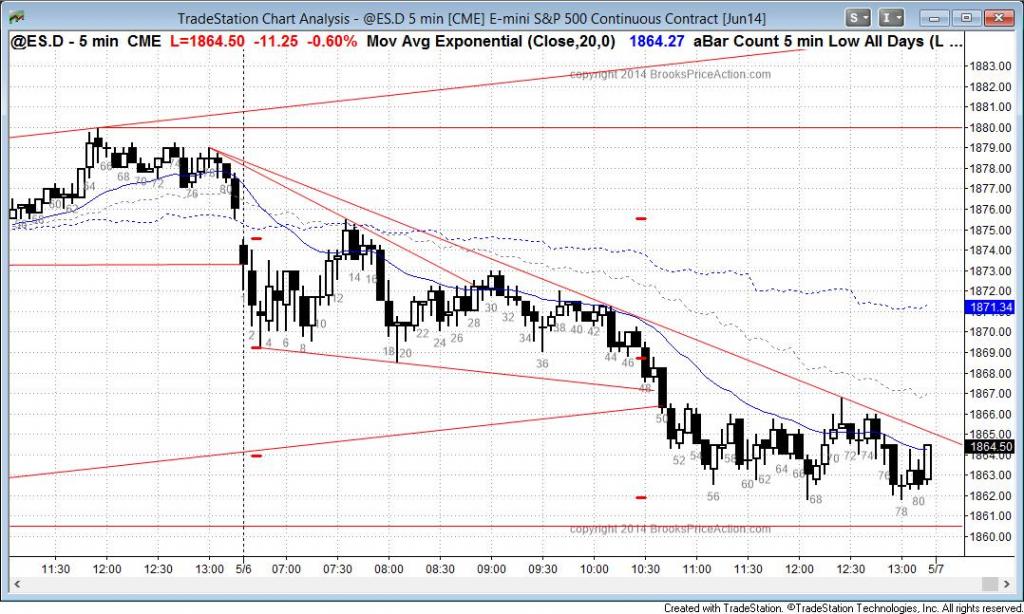 TradeStation Chart Analysis - @ES.D 5 min [CME] E-mini S&P 500 Continuous Contract [Jun14]
S I
@ES.D - 5 min CME L=1864.50 -11.25 -0.60% Mov Avg Exponential (Close,20,0) 1864.27 aBar Count 5 min Low All Days (L ...
copyright 2014 BrooksPriceAction.com
1883.00
1882.00
1881.00
1880.00
1879.00
1878.00
1877.00
1876.00
1875.00
1874.00
1873.00
1872.00
1871.34
1870.00
1869.00
1868.00
1867.00
1866.00
1865.00
1864.50
1864.00
1863.00
1862.00
1861.00
1860.00
60 62 64 66 68 70 72 74 76 78 80
2 4 6 8 10 12 14 16 18 20 22 24 26 28 30 32 34 36 38 40 42 44 46 48 50 52 54 56 58 60 62 64 66 68 70 72 74 76 78 80
copyright 2014 BrooksPriceAction.com
11:30 12:00 12:30 13:00 5/6 07:00 07:30 08:00 08:30 09:00 09:30 10:00 10:30 11:00 11:30 12:00 12:30 13:00 5/7
Created with TradeStation. ©TradeStation Technologies, Inc. All rights reserved.